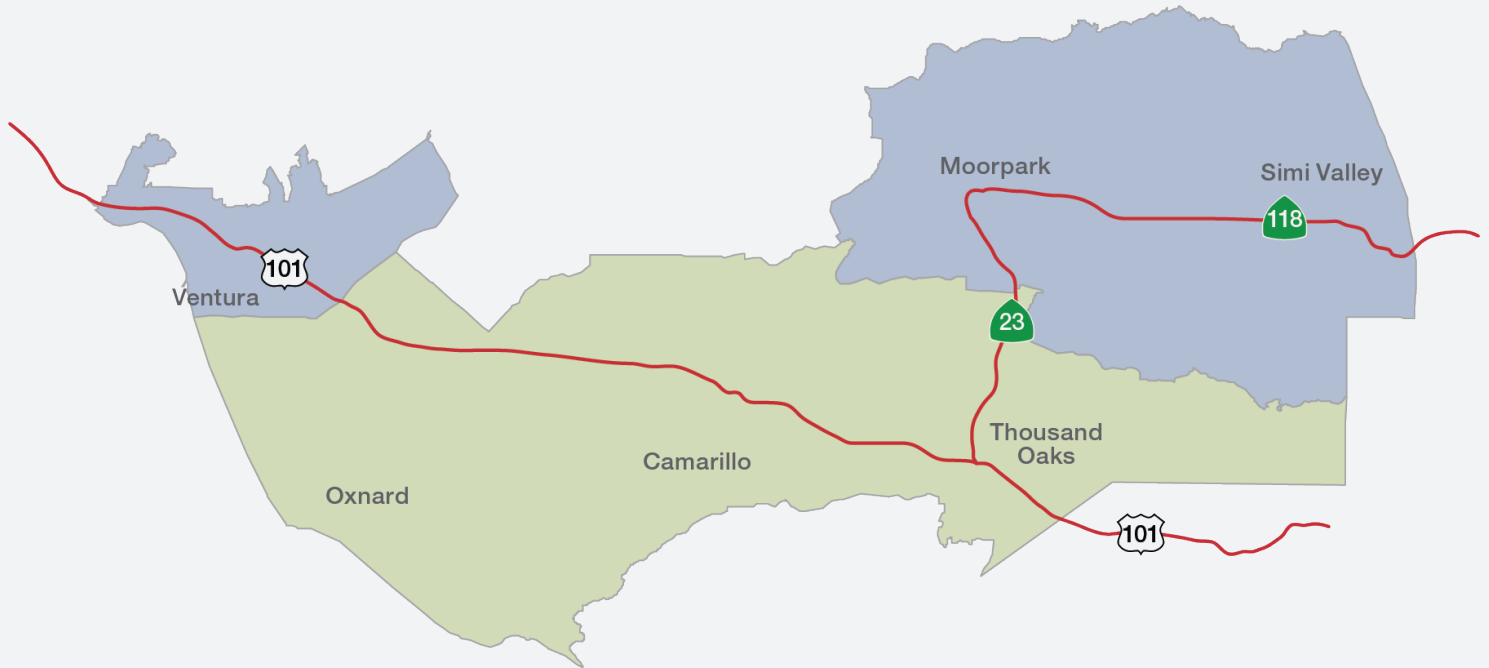 Moorpark
Simi Valley
118
101
Ventura
23
Thousand
Oaks
Camarillo
Oxnard
101